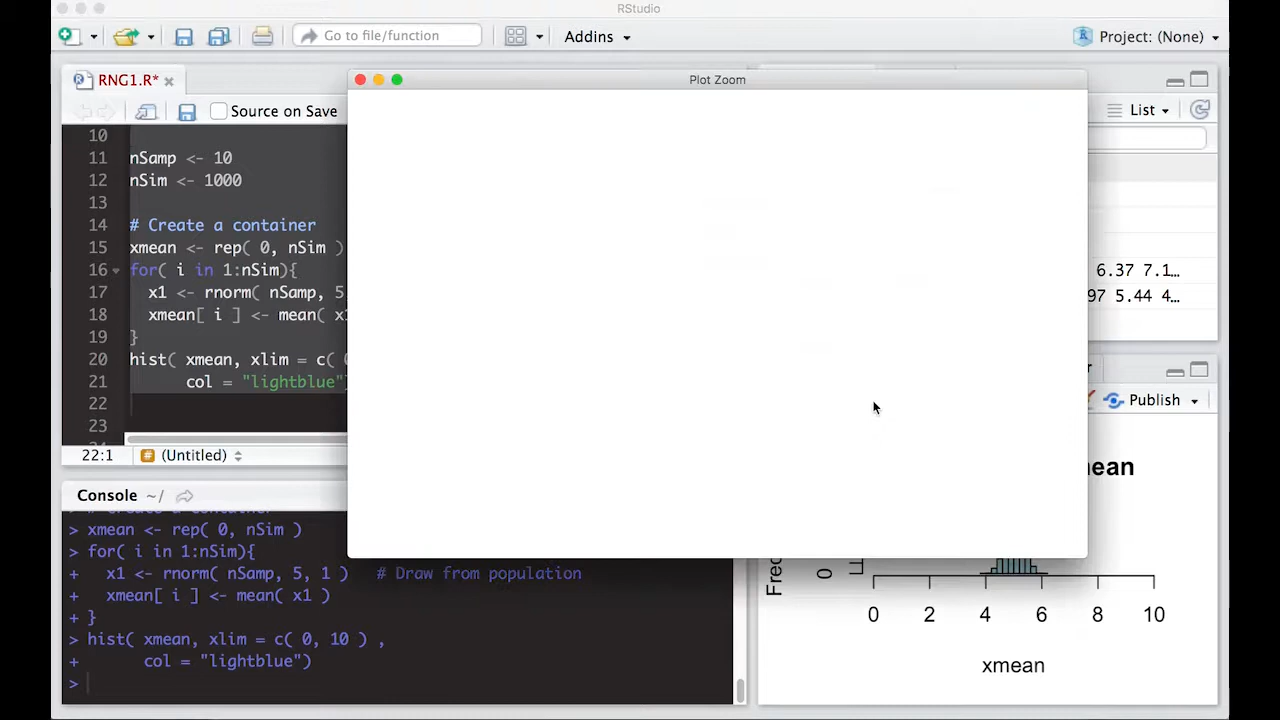 RStudio
Go to file/function
Addins
Project: (None)
RNG1.R*
Plot Zoom
Source on Save
List
10
11 nSamp <- 10
12 nSim <- 1000
13
14 # Create a container
15 xmean <- rep( 0, nSim )
16 for( i in 1:nSim){
17 x1 <- rnorm( nSamp, 5
18 xmean[ i ] <- mean( x1
19 }
20 hist( xmean, xlim = c( 0
21 col = "lightblue")
22
23
6.37 7.1…
97 5.44 4…
22:1 (Untitled)
Publish
Console ~/
> xmean <- rep( 0, nSim )
> for( i in 1:nSim){
+ x1 <- rnorm( nSamp, 5, 1 ) # Draw from population
+ xmean[ i ] <- mean( x1 )
+ }
> hist( xmean, xlim = c( 0, 10 ) ,
+ col = "lightblue")
>
ean
Frec
0
0 2 4 6 8 10
xmean